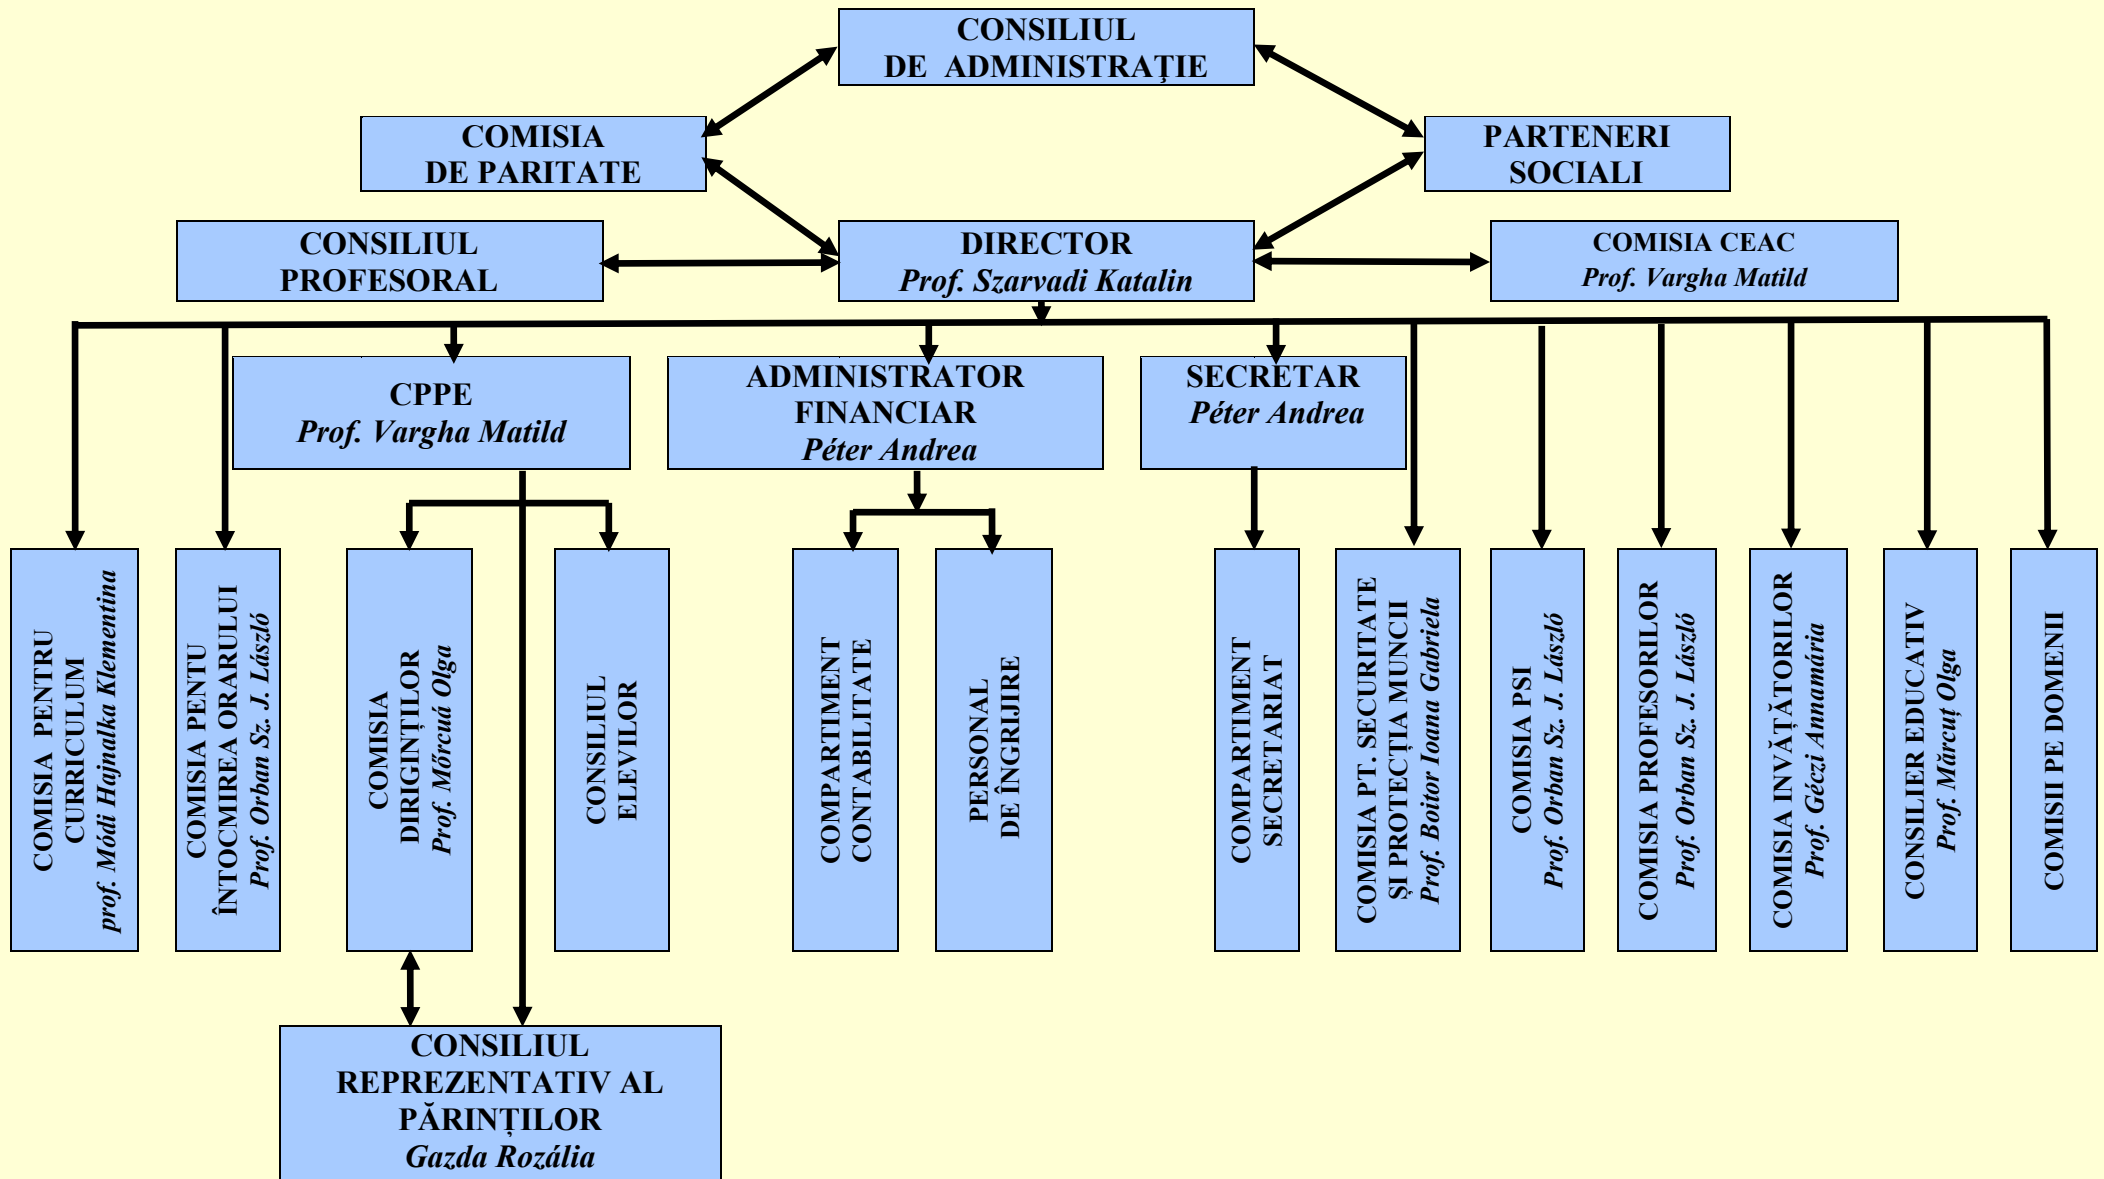 CONSILIUL
DE ADMINISTRAŢIE
COMISIA
DE PARITATE
PARTENERI
SOCIALI
CONSILIUL
PROFESORAL
DIRECTOR
Prof. Szarvadi Katalin
COMISIA CEAC
Prof. Vargha Matild
CPPE
Prof. Vargha Matild
ADMINISTRATOR
FINANCIAR
Péter Andrea
SECRETAR
Péter Andrea
COMISIA PENTRU
CURRICULUM
prof. Módi Hajnalka Klementina
COMISIA PENTU
ÎNTOCMIREA ORARULUI
Prof. Orban Sz. J. László
COMISIA
DIRIGINȚILOR
Prof. Mőrcuá Olga
CONSILIUL
ELEVILOR
COMPARTIMENT
CONTABILITATE
PERSONAL
DE ÎNGRIJIRE
COMPARTIMENT
SECRETARIAT
COMISIA PT. SECURITATE
ȘI PROTECȚIA MUNCII
Prof. Boitor Ioana Gabriela
COMISIA PSI
Prof. Orban Sz. J. László
COMISIA PROFESORILOR
Prof. Orban Sz. J. László
COMISIA INVĂȚĂTORILOR
Prof. Géczi Annamária
CONSILIER EDUCATIV
Prof. Mărcuț Olga
COMISII PE DOMENII
CONSILIUL
REPREZENTATIV AL
PĂRINȚILOR
Gazda Rozália